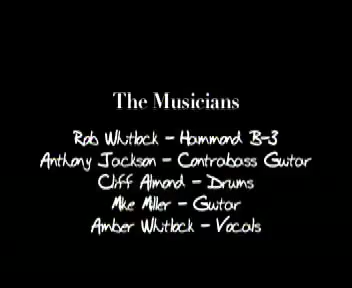 The Musicians
Rob Whitlock - Hammond B-3
Anthony Jackson - Contrabass Guitar
Cliff Almond - Drums
Mike Miller - Guitar
Amber Whitlock - Vocals